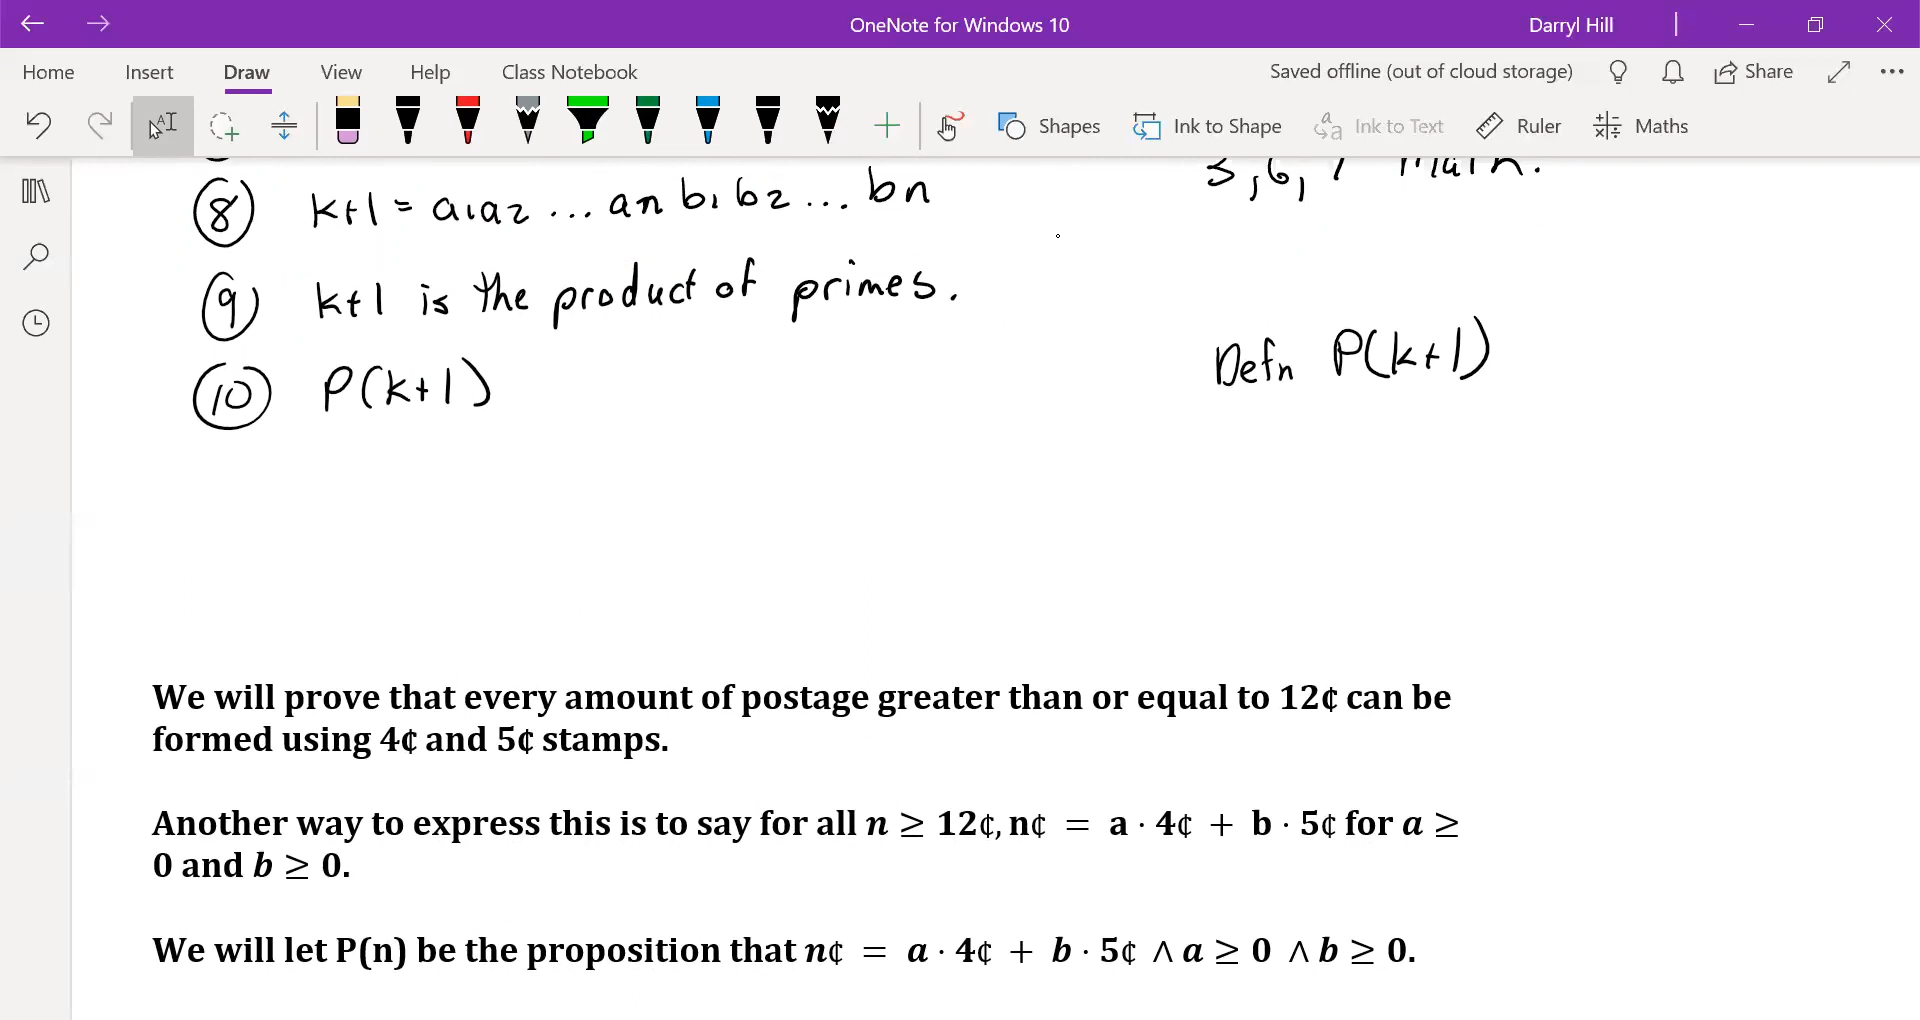 OneNote for Windows 10
Darryl Hill
Home Insert Draw View Help Class Notebook
Saved offline (out of cloud storage)
Share
Shapes
Ink to Shape
Ink to Text
Ruler
Maths
, 6, 7 math.
8 k+1 = a1a2 ... an b1 b2 ... bn
9 k+1 is the product of primes.
10 P(k+1)
Defn P(k+1)
We will prove that every amount of postage greater than or equal to 12¢ can be
formed using 4¢ and 5¢ stamps.
Another way to express this is to say for all n ≥ 12¢, n¢ = a · 4¢ + b · 5¢ for a ≥
0 and b ≥ 0.
We will let P(n) be the proposition that n¢ = a · 4¢ + b · 5¢ ∧ a ≥ 0 ∧ b ≥ 0.